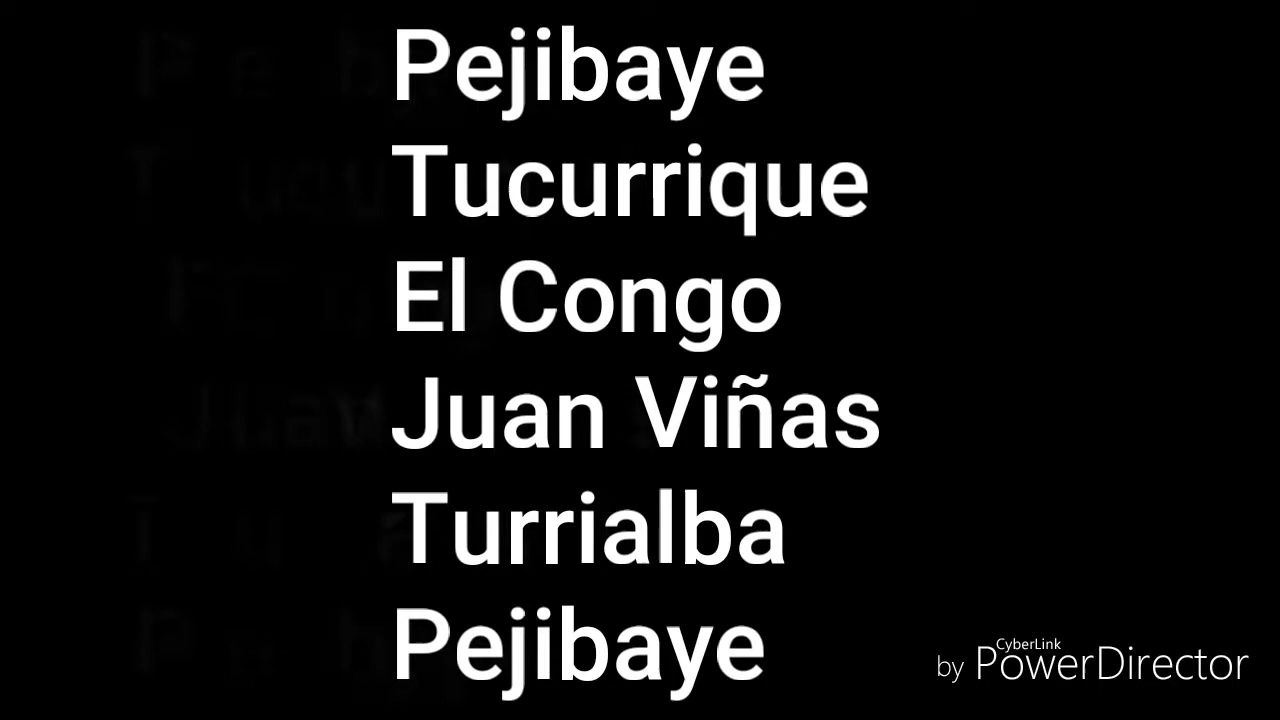 Pejibaye
Tucurrique
El Congo
Juan Viñas
Turrialba
Pejibaye
CyberLink
by PowerDirector